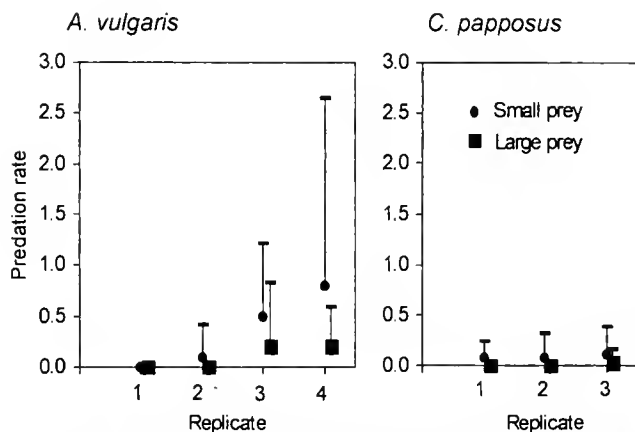 A. vulgaris
3.0
2.5
2.0
1.5
1.0
0.5
0.0
Predation rate
1 2 3 4
Replicate
C. papposus
3.0
2.5
2.0
1.5
1.0
0.5
0.0
Small prey
Large prey
1 2 3
Replicate